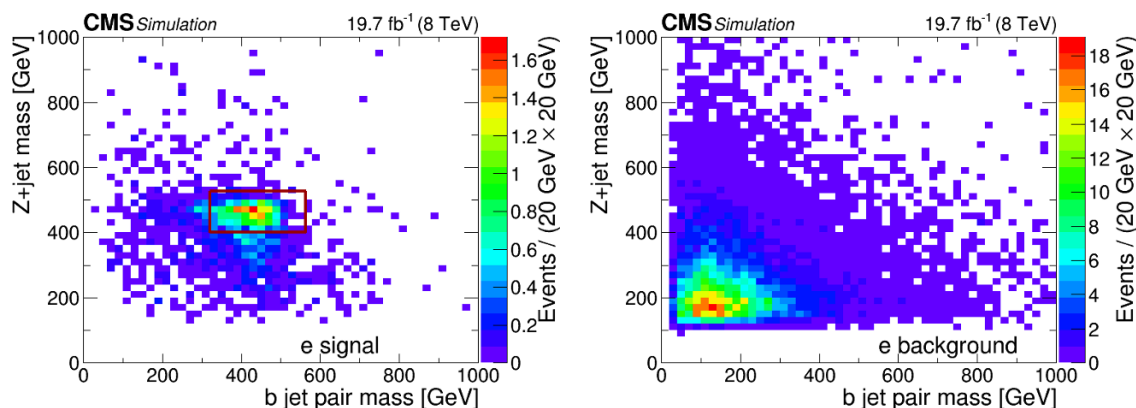 CMS Simulation 19.7 fb⁻¹ (8 TeV)
Z+jet mass [GeV]
1000
800
600
400
200
0
0 200 400 600 800 1000
b jet pair mass [GeV]
e signal
1.6
1.4
1.2
1
0.8
0.6
0.4
0.2
0
Events / (20 GeV × 20 GeV)
CMS Simulation 19.7 fb⁻¹ (8 TeV)
Z+jet mass [GeV]
1000
800
600
400
200
0
0 200 400 600 800 1000
b jet pair mass [GeV]
e background
18
16
14
12
10
8
6
4
2
0
Events / (20 GeV × 20 GeV)